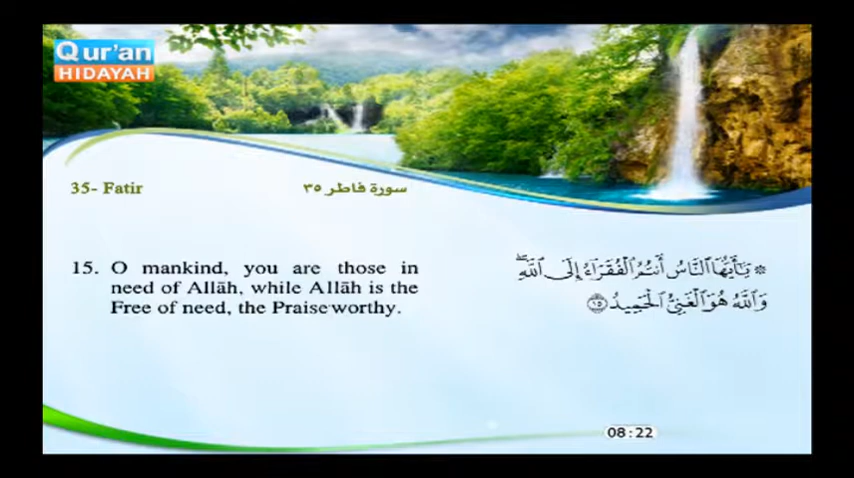 Qur'an
HIDAYAH
35- Fatir
سورة فاطر ٣٥
15. O mankind, you are those in
need of Allāh, while Allāh is the
Free of need, the Praiseworthy.
۞ يَـٰٓأَيُّهَا ٱلنَّاسُ أَنتُمُ ٱلْفُقَرَآءُ إِلَى ٱللَّهِ ۖ
وَٱللَّهُ هُوَ ٱلْغَنِىُّ ٱلْحَمِيدُ ١٥
08:22